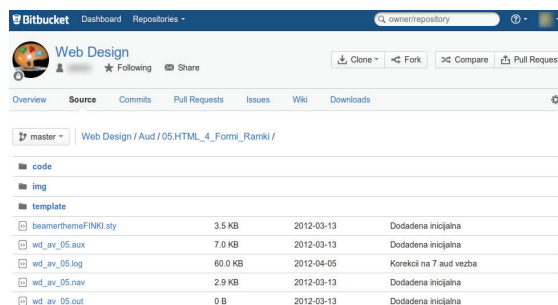 Bitbucket Dashboard Repositories owner/repository
Web Design
Following Share Clone Fork Compare Pull Request
Overview Source Commits Pull Requests Issues Wiki Downloads
master Web Design / Aud / 05.HTML_4_Formi_Ramki /
code
img
template
beamerthemeFINKI.sty 3.5 KB 2012-03-13 Dodadena inicijalna
wd_av_05.aux 7.0 KB 2012-03-13 Dodadena inicijalna
wd_av_05.log 60.0 KB 2012-04-05 Korekcii na 7 aud vezba
wd_av_05.nav 2.9 KB 2012-03-13 Dodadena inicijalna
wd_av_05.out 0 B 2012-03-13 Dodadena inicijalna